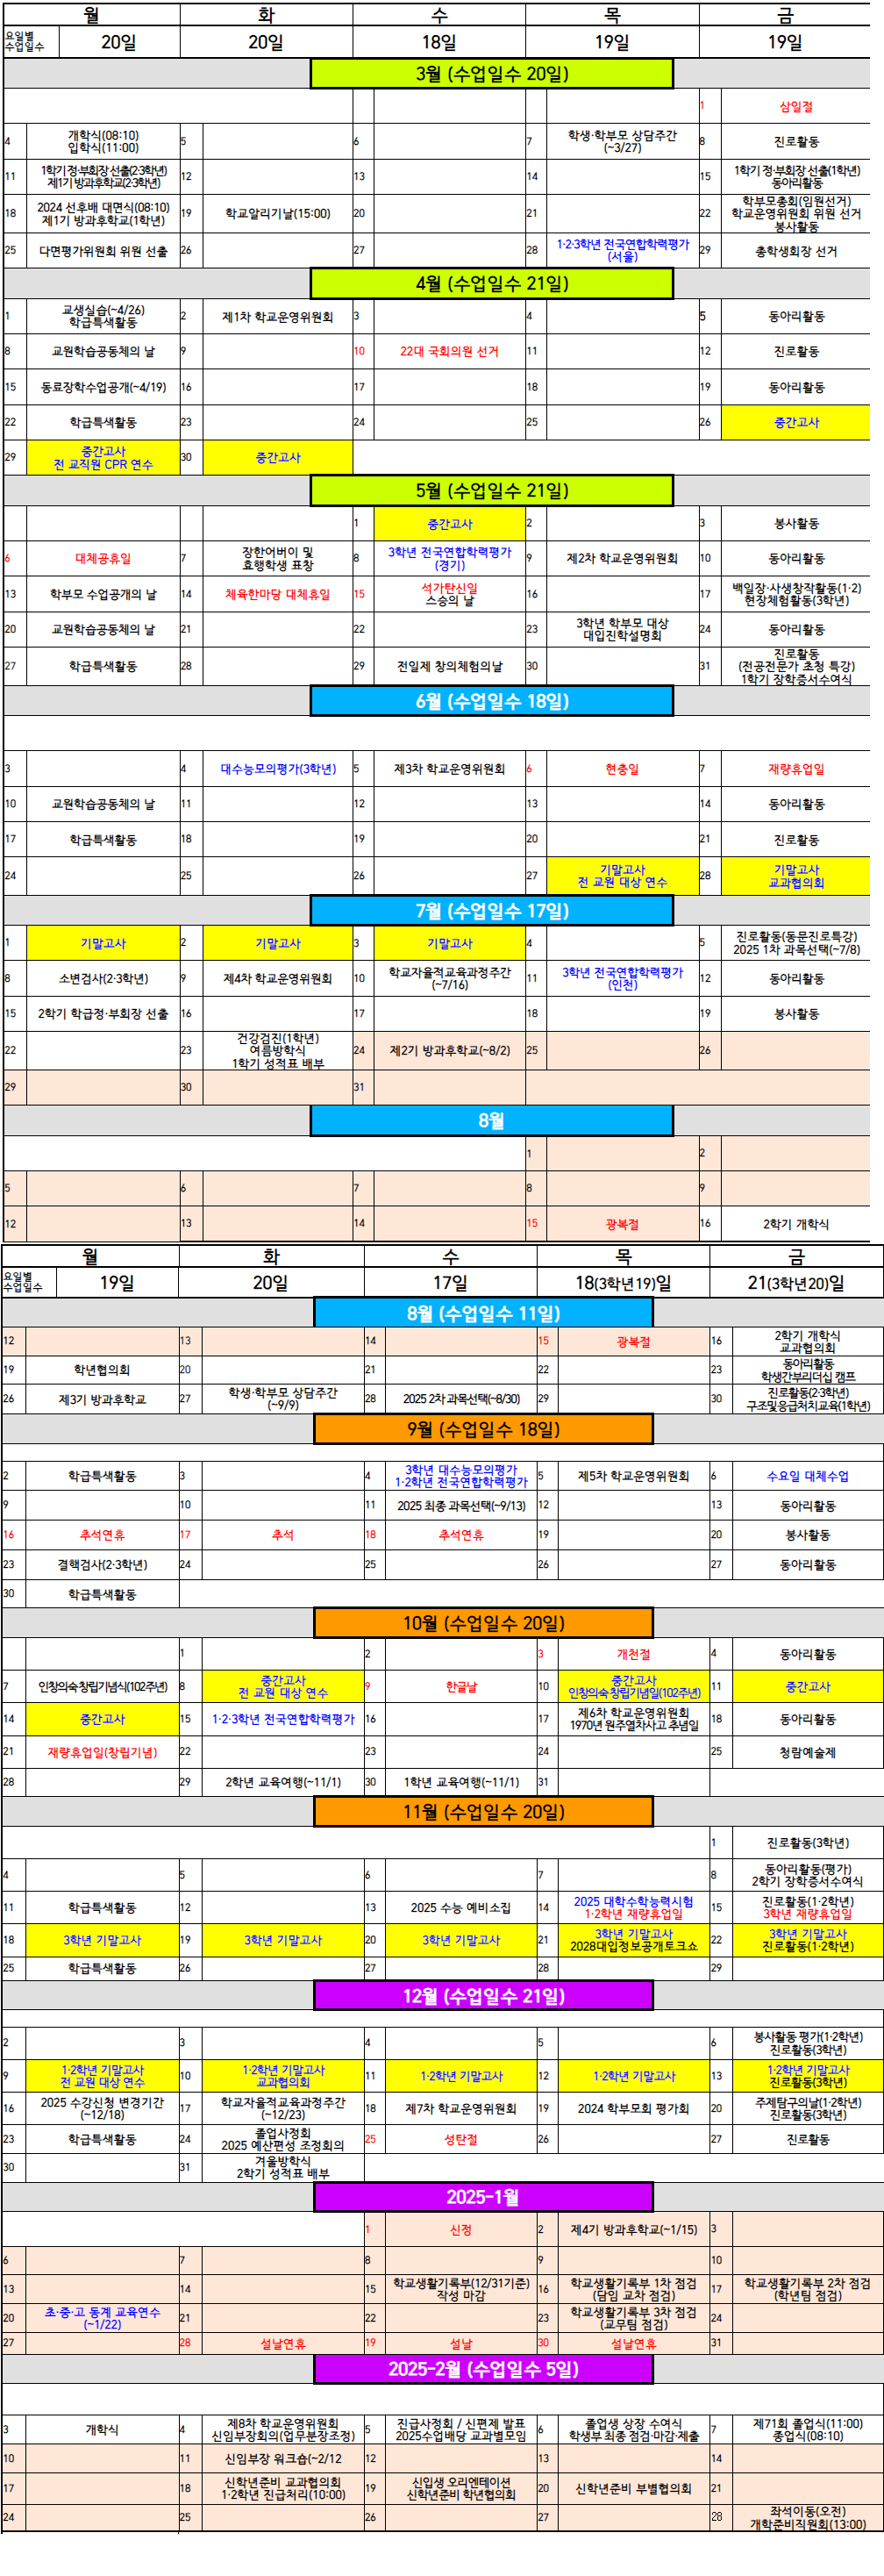 월 화 수 목 금
요일별
수업일수 20일 20일 18일 19일 19일
3월 (수업일수 20일)
1 삼일절
4 개학식(08:10)
입학식(11:00) 5 6 7 학생·학부모 상담주간
(~3/27) 8 진로활동
11 1학기 정·부회장 선출(2·3학년)
제1기 방과후학교(2·3학년) 12 13 14 15 1학기 정·부회장 선출(1학년)
동아리활동
18 2024 선후배 대면식(08:10)
제1기 방과후학교(1학년) 19 학교알리기날(15:00) 20 21 22 학부모총회(임원선거)
학교운영위원회 위원 선거
봉사활동
25 다면평가위원회 위원 선출 26 27 28 1·2·3학년 전국연합학력평가
(서울) 29 총학생회장 선거
4월 (수업일수 21일)
1 교생실습(~4/26)
학급특색활동 2 제1차 학교운영위원회 3 4 5 동아리활동
8 교원학습공동체의 날 9 10 22대 국회의원 선거 11 12 진로활동
15 동료장학수업공개(~4/19) 16 17 18 19 동아리활동
22 학급특색활동 23 24 25 26 중간고사
29 중간고사
전 교직원 CPR 연수 30 중간고사
5월 (수업일수 21일)
1 중간고사 2 3 봉사활동
6 대체공휴일 7 장한어버이 및
효행학생 표창 8 3학년 전국연합학력평가
(경기) 9 제2차 학교운영위원회 10 동아리활동
13 학부모 수업공개의 날 14 체육한마당 대체휴일 15 석가탄신일
스승의 날 16 17 백일장·사생창작활동(1·2)
현장체험활동(3학년)
20 교원학습공동체의 날 21 22 23 3학년 학부모 대상
대입진학설명회 24 동아리활동
27 학급특색활동 28 29 전일제 창의체험의날 30 31 진로활동
(전공전문가 초청 특강)
1학기 장학증서수여식
6월 (수업일수 18일)
3 4 대수능모의평가(3학년) 5 제3차 학교운영위원회 6 현충일 7 재량휴업일
10 교원학습공동체의 날 11 12 13 14 동아리활동
17 학급특색활동 18 19 20 21 진로활동
24 25 26 27 기말고사
전 교원 대상 연수 28 기말고사
교과협의회
7월 (수업일수 17일)
1 기말고사 2 기말고사 3 기말고사 4 5 진로활동(동문진로특강)
2025 1차 과목선택(~7/8)
8 소변검사(2·3학년) 9 제4차 학교운영위원회 10 학교자율적교육과정주간
(~7/16) 11 3학년 전국연합학력평가
(인천) 12 동아리활동
15 2학기 학급정·부회장 선출 16 17 18 19 봉사활동
22 23 건강검진(1학년)
여름방학식
1학기 성적표 배부 24 제2기 방과후학교(~8/2) 25 26
29 30 31
8월
1 2
5 6 7 8 9
12 13 14 15 광복절 16 2학기 개학식
월 화 수 목 금
요일별
수업일수 19일 20일 17일 18(3학년19)일 21(3학년20)일
8월 (수업일수 11일)
12 13 14 15 광복절 16 2학기 개학식
교과협의회
19 학년협의회 20 21 22 23 동아리활동
학생간부리더십 캠프
26 제3기 방과후학교 27 학생·학부모 상담주간
(~9/9) 28 2025 2차 과목선택(~8/30) 29 30 진로활동(2·3학년)
구조및응급처치교육(1학년)
9월 (수업일수 18일)
2 학급특색활동 3 4 3학년 대수능모의평가
1·2학년 전국연합학력평가 5 제5차 학교운영위원회 6 수요일 대체수업
9 10 11 2025 최종 과목선택(~9/13) 12 13 동아리활동
16 추석연휴 17 추석 18 추석연휴 19 20 봉사활동
23 결핵검사(2·3학년) 24 25 26 27 동아리활동
30 학급특색활동
10월 (수업일수 20일)
1 2 3 개천절 4 동아리활동
7 인창의숙 창립기념식(102주년) 8 중간고사
전 교원 대상 연수 9 한글날 10 중간고사
인창의숙 창립기념일(102주년) 11 중간고사
14 중간고사 15 1·2·3학년 전국연합학력평가 16 17 제6차 학교운영위원회
1970년 원주열차사고 추념일 18 동아리활동
21 재량휴업일(창립기념) 22 23 24 25 청람예술제
28 29 2학년 교육여행(~11/1) 30 1학년 교육여행(~11/1) 31
11월 (수업일수 20일)
1 진로활동(3학년)
4 5 6 7 8 동아리활동(평가)
2학기 장학증서수여식
11 학급특색활동 12 13 2025 수능 예비소집 14 2025 대학수학능력시험
1·2학년 재량휴업일 15 진로활동(1·2학년)
3학년 재량휴업일
18 3학년 기말고사 19 3학년 기말고사 20 3학년 기말고사 21 3학년 기말고사
2028대입정보공개토크쇼 22 3학년 기말고사
진로활동(1·2학년)
25 학급특색활동 26 27 28 29
12월 (수업일수 21일)
2 3 4 5 6 봉사활동 평가(1·2학년)
진로활동(3학년)
9 1·2학년 기말고사
전 교원 대상 연수 10 1·2학년 기말고사
교과협의회 11 1·2학년 기말고사 12 1·2학년 기말고사 13 1·2학년 기말고사
진로활동(3학년)
16 2025 수강신청 변경기간
(~12/18) 17 학교자율적교육과정주간
(~12/23) 18 제7차 학교운영위원회 19 2024 학부모회 평가회 20 주제탐구의날(1·2학년)
진로활동(3학년)
23 학급특색활동 24 졸업사정회
2025 예산편성 조정회의 25 성탄절 26 27 진로활동
30 31 겨울방학식
2학기 성적표 배부
2025-1월
1 신정 2 제4기 방과후학교(~1/15) 3
6 7 8 9 10
13 14 15 학교생활기록부(12/31기준)
작성 마감 16 학교생활기록부 1차 점검
(담임 교차 점검) 17 학교생활기록부 2차 점검
(학년팀 점검)
20 초·중·고 동계 교육연수
(~1/22) 21 22 23 학교생활기록부 3차 점검
(교무팀 점검) 24
27 28 설날연휴 19 설날 30 설날연휴 31
2025-2월 (수업일수 5일)
3 개학식 4 제8차 학교운영위원회
신임부장회의(업무분장조정) 5 진급사정회 / 신편제 발표
2025수업배당 교과별모임 6 졸업생 상장 수여식
학생부 최종 점검·마감·제출 7 제71회 졸업식(11:00)
종업식(08:10)
10 11 신임부장 워크숍(~2/12 12 13 14
17 18 신학년준비 교과협의회
1·2학년 진급처리(10:00) 19 신입생 오리엔테이션
신학년준비 학년협의회 20 신학년준비 부별협의회 21
24 25 26 27 28 좌석이동(오전)
개학준비직원회(13:00)